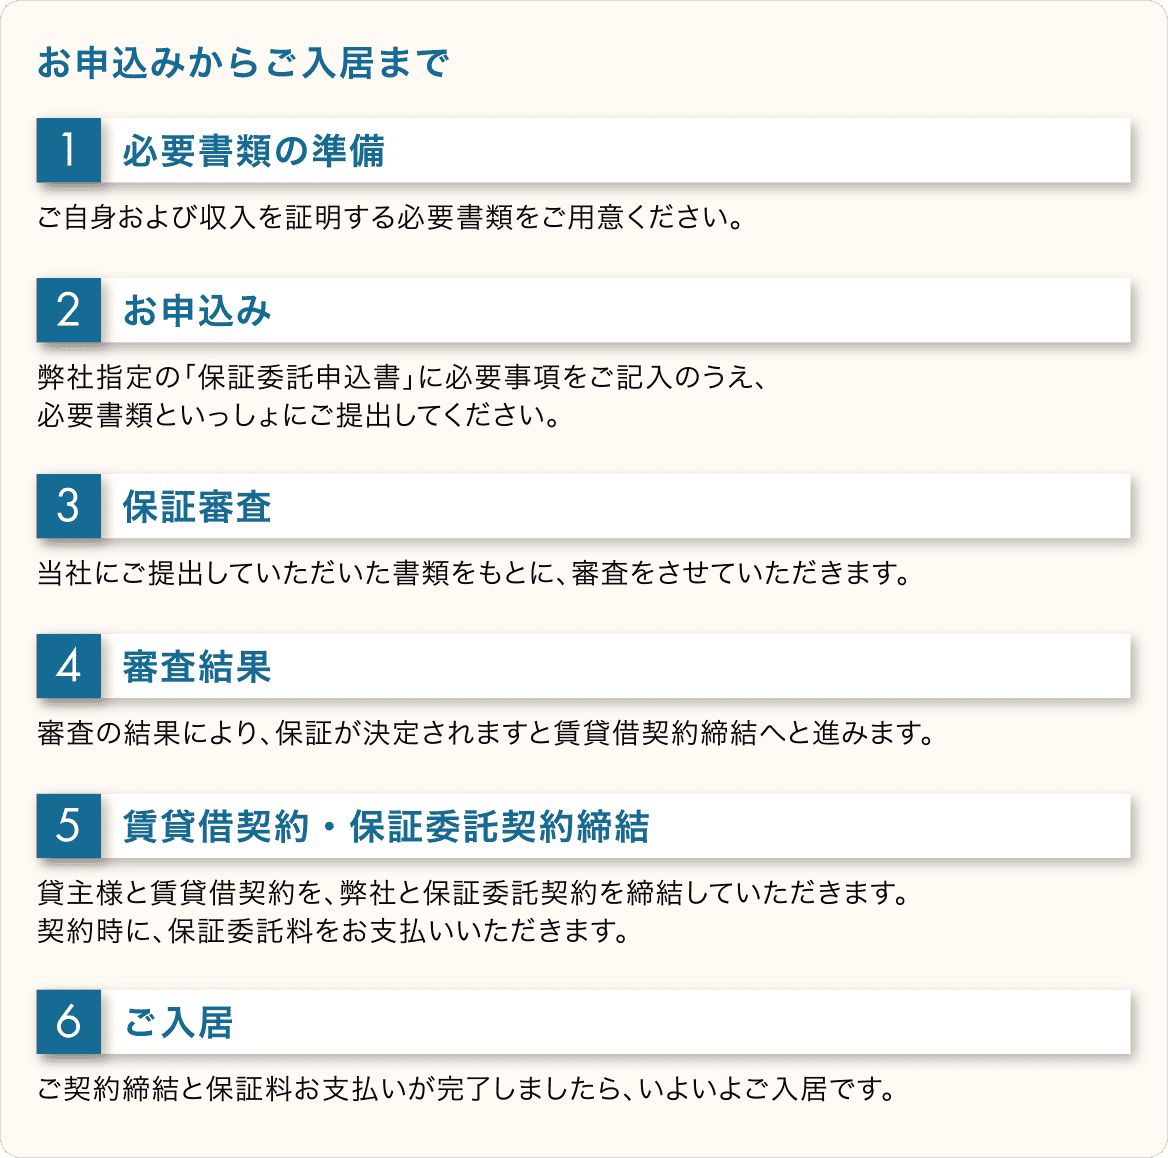 お申込みからご入居まで
1 必要書類の準備
ご自身および収入を証明する必要書類をご用意ください。
2 お申込み
弊社指定の「保証委託申込書」に必要事項をご記入のうえ、
必要書類といっしょにご提出してください。
3 保証審査
当社にご提出していただいた書類をもとに、審査をさせていただきます。
4 審査結果
審査の結果により、保証が決定されますと賃貸借契約締結へと進みます。
5 賃貸借契約・保証委託契約締結
貸主様と賃貸借契約を、弊社と保証委託契約を締結していただきます。
契約時に、保証委託料をお支払いいただきます。
6 ご入居
ご契約締結と保証料お支払いが完了しましたら、いよいよご入居です。